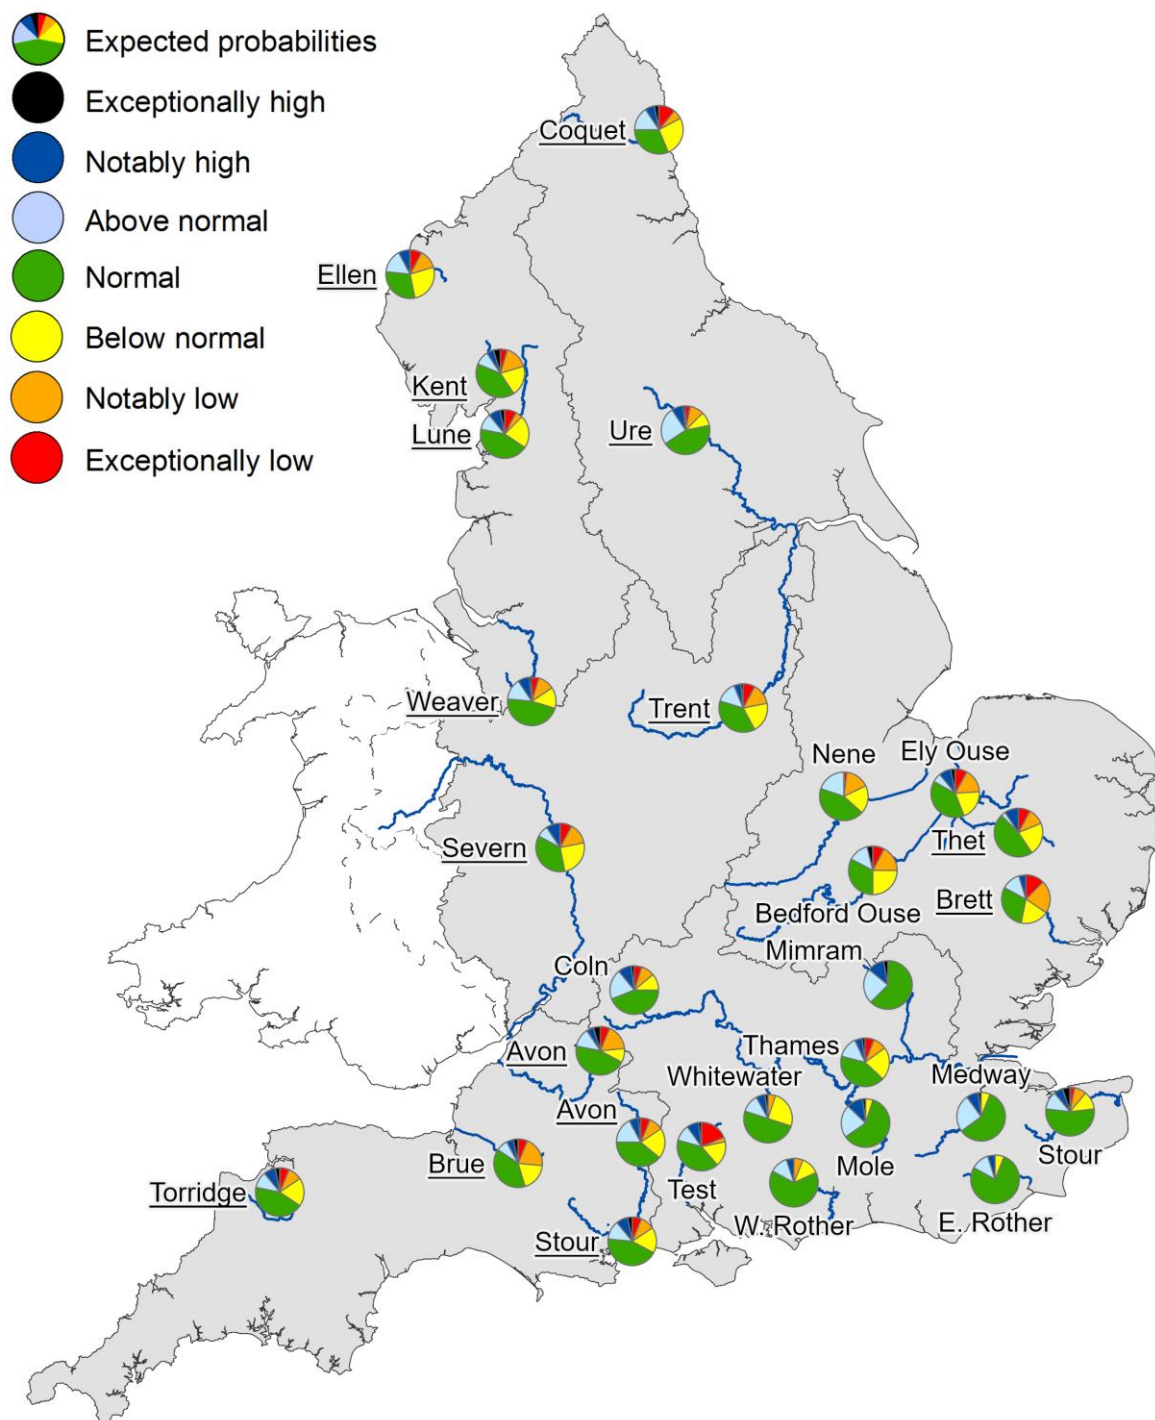 Expected probabilities
Exceptionally high
Notably high
Above normal
Normal
Below normal
Notably low
Exceptionally low
Coquet
Ellen
Kent
Lune
Ure
Weaver
Trent
Nene
Ely Ouse
Severn
Thet
Bedford Ouse
Brett
Mimram
Coln
Avon
Thames
Whitewater
Medway
Avon
Brue
Test
Mole
Stour
Torridge
W. Rother
E. Rother
Stour